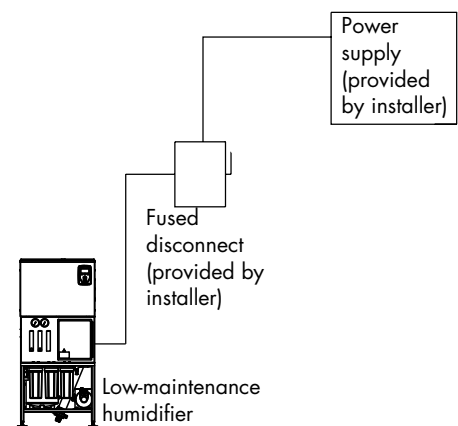 Power
supply
(provided
by installer)
Fused
disconnect
(provided by
installer)
Low-maintenance
humidifier